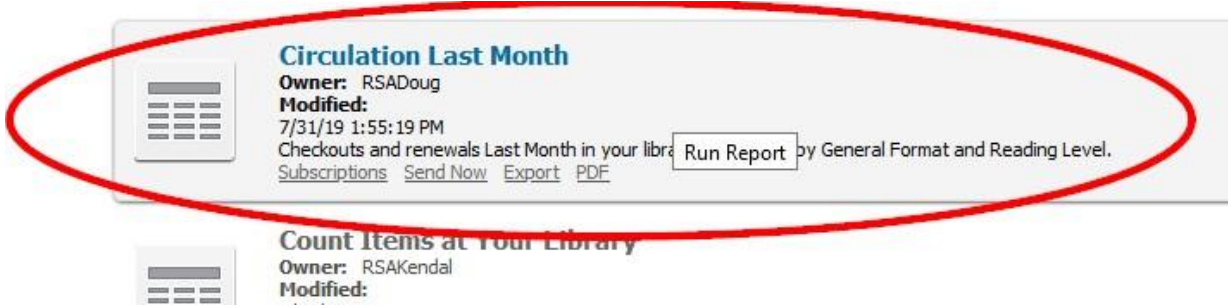 Circulation Last Month
Owner: RSADoug
Modified:
7/31/19 1:55:19 PM
Checkouts and renewals Last Month in your Run Report by General Format and Reading Level.
Subscriptions Send Now Export PDF
Count Items at Your Library
Owner: RSAKendal
Modified: